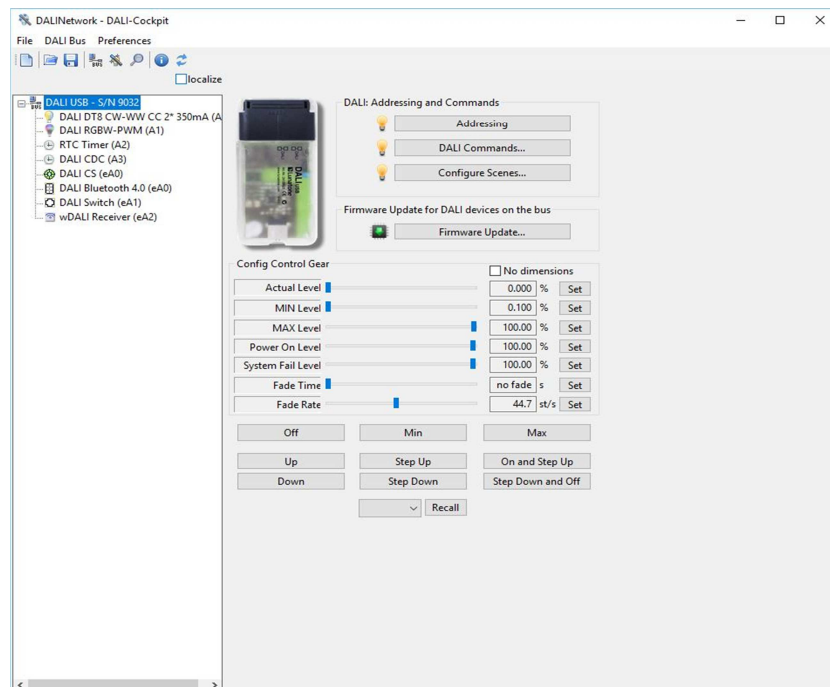 DALINetwork - DALI-Cockpit
File DALI Bus Preferences
localize
DALI USB - S/N 9032
DALI DT8 CW-WW CC 2* 350mA (A
DALI RGBW-PWM (A1)
RTC Timer (A2)
DALI CDC (A3)
DALI CS (eA0)
DALI Bluetooth 4.0 (eA0)
DALI Switch (eA1)
wDALI Receiver (eA2)
DALI: Addressing and Commands
Addressing
DALI Commands...
Configure Scenes...
Firmware Update for DALI devices on the bus
Firmware Update...
Config Control Gear
No dimensions
Actual Level 0.000 % Set
MIN Level 0.100 % Set
MAX Level 100.00 % Set
Power On Level 100.00 % Set
System Fail Level 100.00 % Set
Fade Time no fade s Set
Fade Rate 44.7 st/s Set
Off Min Max
Up Step Up On and Step Up
Down Step Down Step Down and Off
Recall